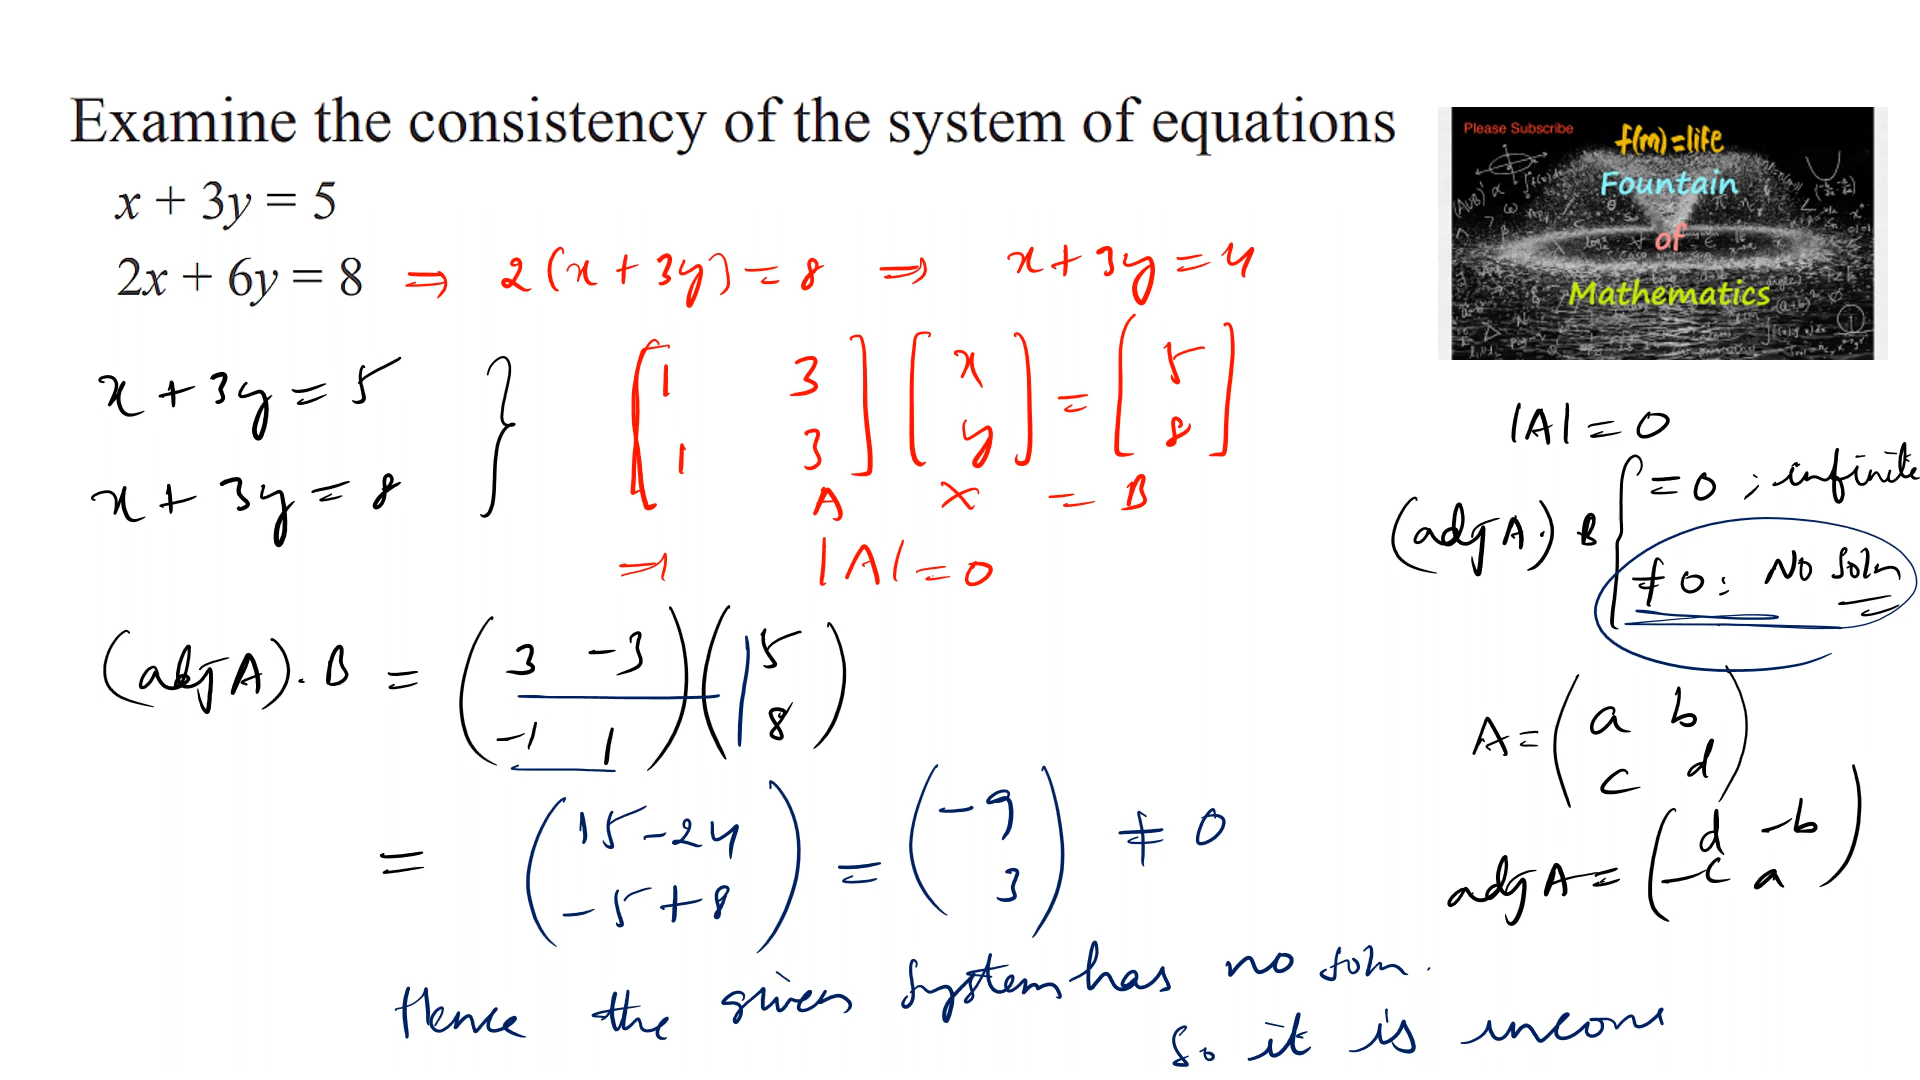 Examine the consistency of the system of equations
x + 3y = 5
2x + 6y = 8 ⇒ 2(x + 3y) = 8 ⇒ x + 3y = 4
Please Subscribe
f(m)=life
Fountain
of
Mathematics
x + 3y = 5
x + 3y = 8
[1 3
1 3] [x
y] = [5
8]
A X = B
⇒ |A| = 0
|A| = 0
(adj A). B { = 0 ; infinite
≠ 0 : No Soln
(adj A). B = (3 -3
-1 1) (5
8)
= (15-24
-5+8) = (-9
3) ≠ 0
A = (a b
c d)
adj A = (d -b
-c a)
Hence the given system has no soln.
So it is incons